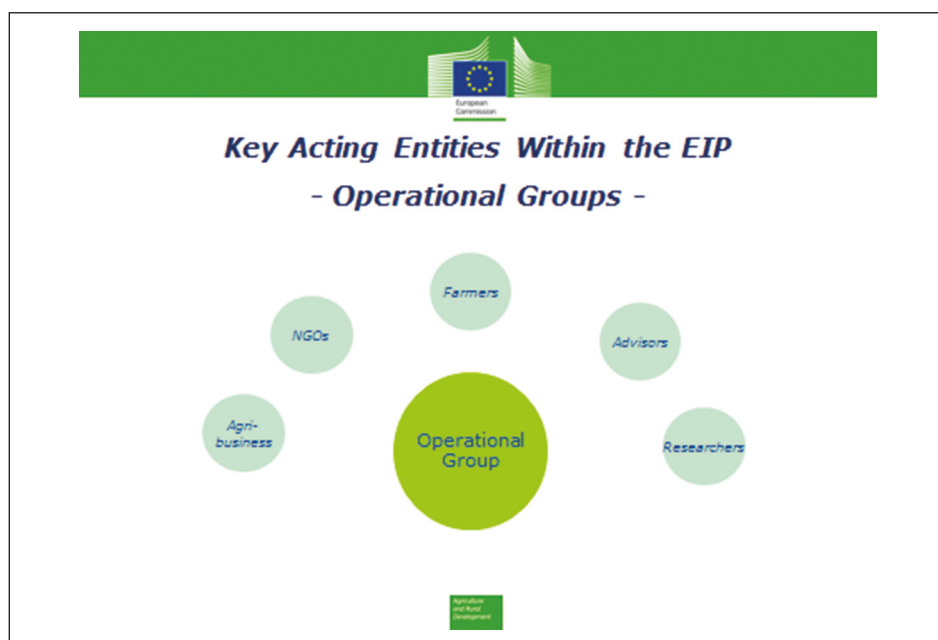 European
Commission
Key Acting Entities Within the EIP
- Operational Groups -
Farmers
NGOs
Advisors
Agri-
business
Operational
Group
Researchers
Agriculture
and Rural
Development